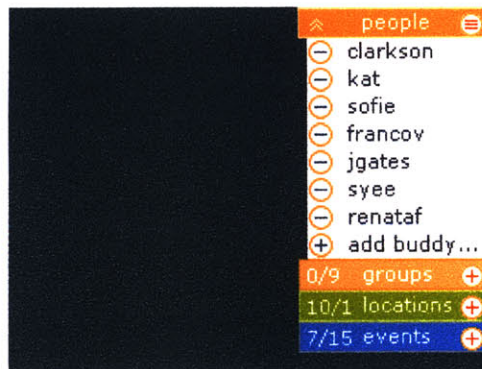 people
clarkson
kat
sofie
francov
jgates
syee
renataf
add buddy...
0/9 groups
10/1 locations
7/15 events